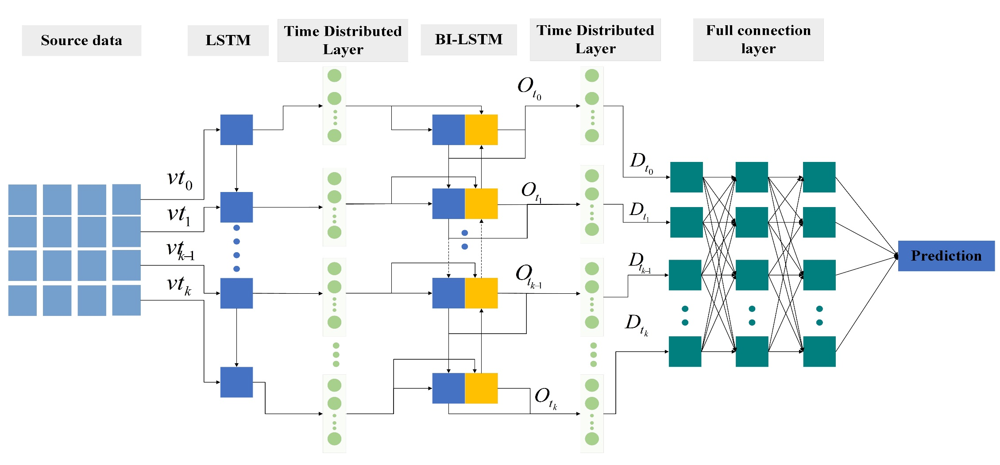 Source data
LSTM
Time Distributed
Layer
BI-LSTM
Time Distributed
Layer
Full connection
layer
vt0
vt1
vtk-1
vtk
Ot0
Ot1
Otk-1
Otk
Dt0
Dt1
Dtk-1
Dtk
Prediction